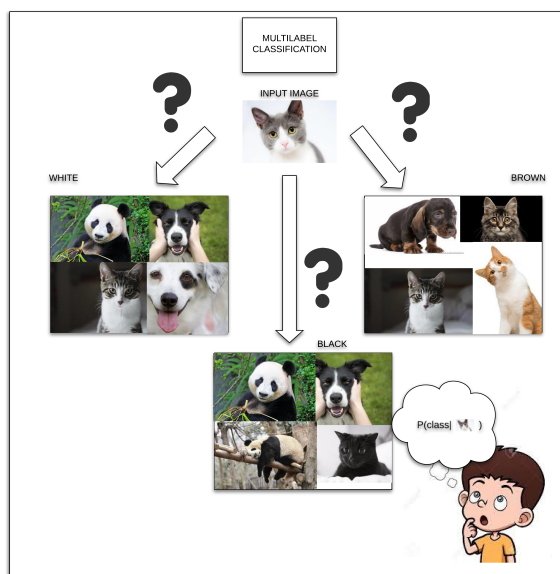 MULTILABEL
CLASSIFICATION
INPUT IMAGE
WHITE
BROWN
BLACK
P(class| )